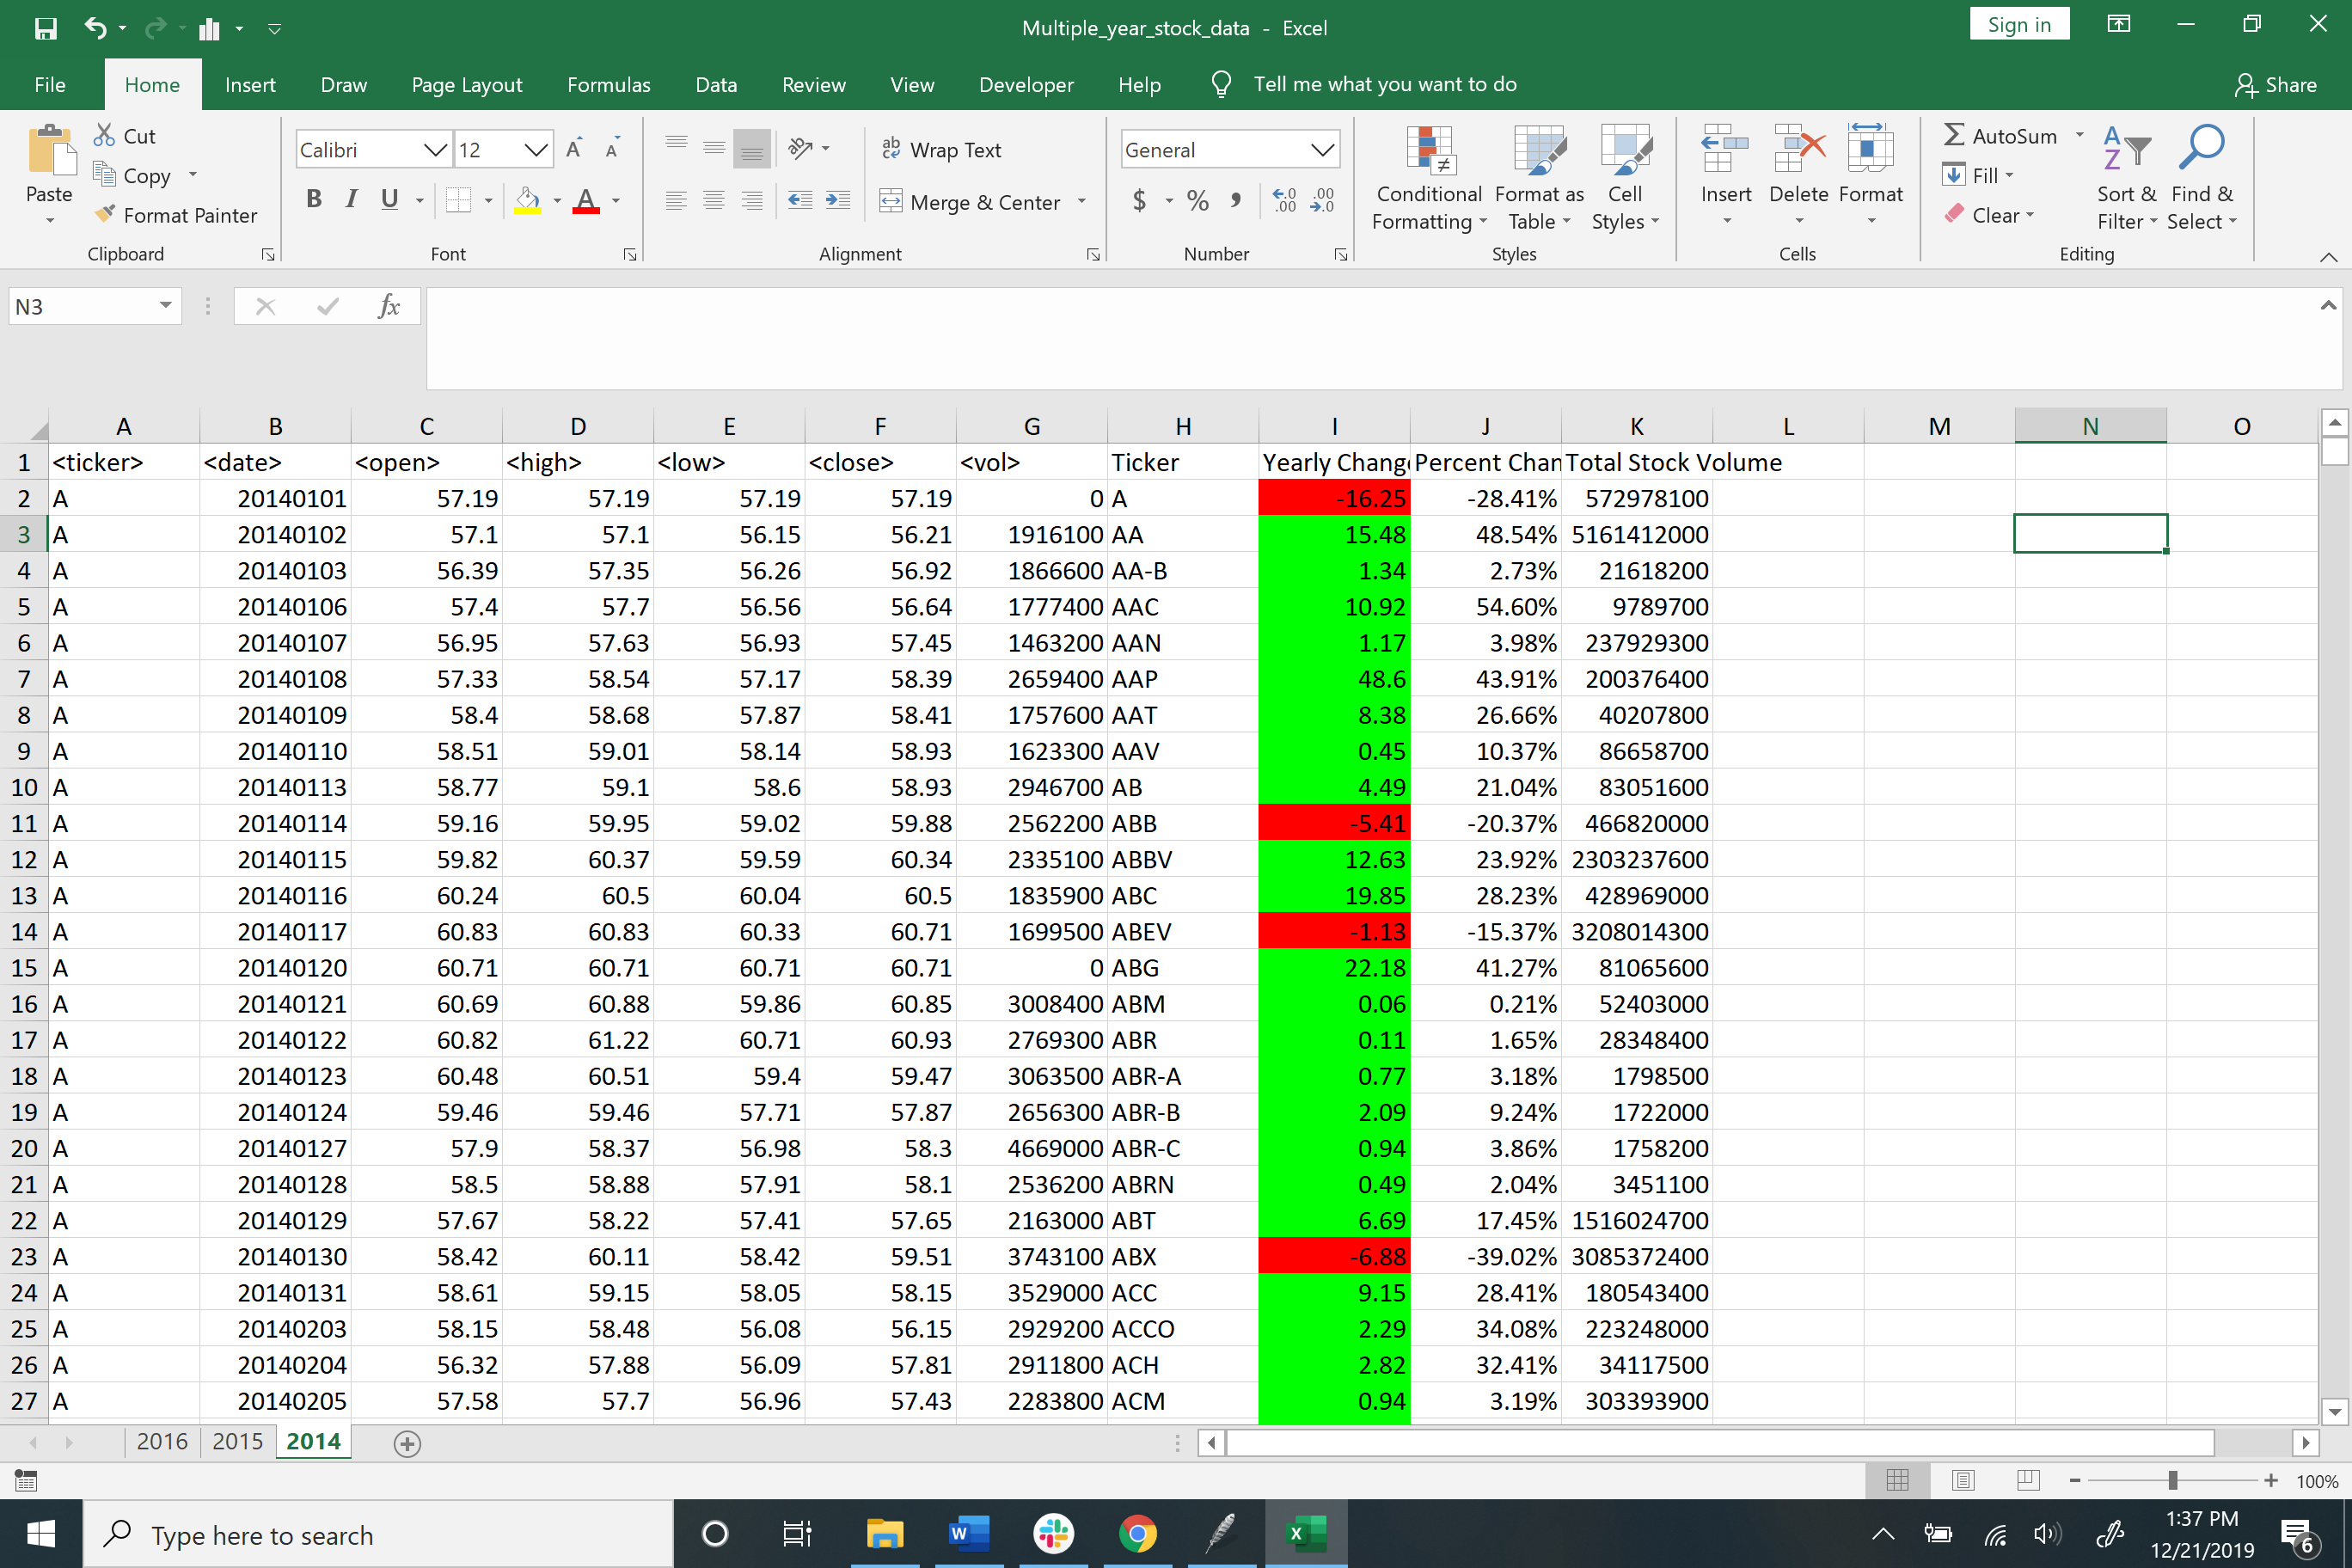 Multiple_year_stock_data - Excel
Sign in
File Home Insert Draw Page Layout Formulas Data Review View Developer Help Tell me what you want to do Share
Paste
Cut
Copy
Format Painter
Clipboard
Calibri 12
B I U A
Font
Wrap Text
Merge & Center
Alignment
General
$ % ,
Number
Conditional Formatting
Format as Table
Cell Styles
Styles
Insert Delete Format
Cells
AutoSum
Fill
Clear
Sort & Filter
Find & Select
Editing
N3 fx
A B C D E F G H I J K L M N O
1 <ticker> <date> <open> <high> <low> <close> <vol> Ticker Yearly Change Percent Chan Total Stock Volume
2 A 20140101 57.19 57.19 57.19 57.19 0 A -16.25 -28.41% 572978100
3 A 20140102 57.1 57.1 56.15 56.21 1916100 AA 15.48 48.54% 5161412000
4 A 20140103 56.39 57.35 56.26 56.92 1866600 AA-B 1.34 2.73% 21618200
5 A 20140106 57.4 57.7 56.56 56.64 1777400 AAC 10.92 54.60% 9789700
6 A 20140107 56.95 57.63 56.93 57.45 1463200 AAN 1.17 3.98% 237929300
7 A 20140108 57.33 58.54 57.17 58.39 2659400 AAP 48.6 43.91% 200376400
8 A 20140109 58.4 58.68 57.87 58.41 1757600 AAT 8.38 26.66% 40207800
9 A 20140110 58.51 59.01 58.14 58.93 1623300 AAV 0.45 10.37% 86658700
10 A 20140113 58.77 59.1 58.6 58.93 2946700 AB 4.49 21.04% 83051600
11 A 20140114 59.16 59.95 59.02 59.88 2562200 ABB -5.41 -20.37% 466820000
12 A 20140115 59.82 60.37 59.59 60.34 2335100 ABBV 12.63 23.92% 2303237600
13 A 20140116 60.24 60.5 60.04 60.5 1835900 ABC 19.85 28.23% 428969000
14 A 20140117 60.83 60.83 60.33 60.71 1699500 ABEV -1.13 -15.37% 3208014300
15 A 20140120 60.71 60.71 60.71 60.71 0 ABG 22.18 41.27% 81065600
16 A 20140121 60.69 60.88 59.86 60.85 3008400 ABM 0.06 0.21% 52403000
17 A 20140122 60.82 61.22 60.71 60.93 2769300 ABR 0.11 1.65% 28348400
18 A 20140123 60.48 60.51 59.4 59.47 3063500 ABR-A 0.77 3.18% 1798500
19 A 20140124 59.46 59.46 57.71 57.87 2656300 ABR-B 2.09 9.24% 1722000
20 A 20140127 57.9 58.37 56.98 58.3 4669000 ABR-C 0.94 3.86% 1758200
21 A 20140128 58.5 58.88 57.91 58.1 2536200 ABRN 0.49 2.04% 3451100
22 A 20140129 57.67 58.22 57.41 57.65 2163000 ABT 6.69 17.45% 1516024700
23 A 20140130 58.42 60.11 58.42 59.51 3743100 ABX -6.88 -39.02% 3085372400
24 A 20140131 58.61 59.15 58.05 58.15 3529000 ACC 9.15 28.41% 180543400
25 A 20140203 58.15 58.48 56.08 56.15 2929200 ACCO 2.29 34.08% 223248000
26 A 20140204 56.32 57.88 56.09 57.81 2911800 ACH 2.82 32.41% 34117500
27 A 20140205 57.58 57.7 56.96 57.43 2283800 ACM 0.94 3.19% 303393900
2016 2015 2014
100%
Type here to search
1:37 PM
12/21/2019
6